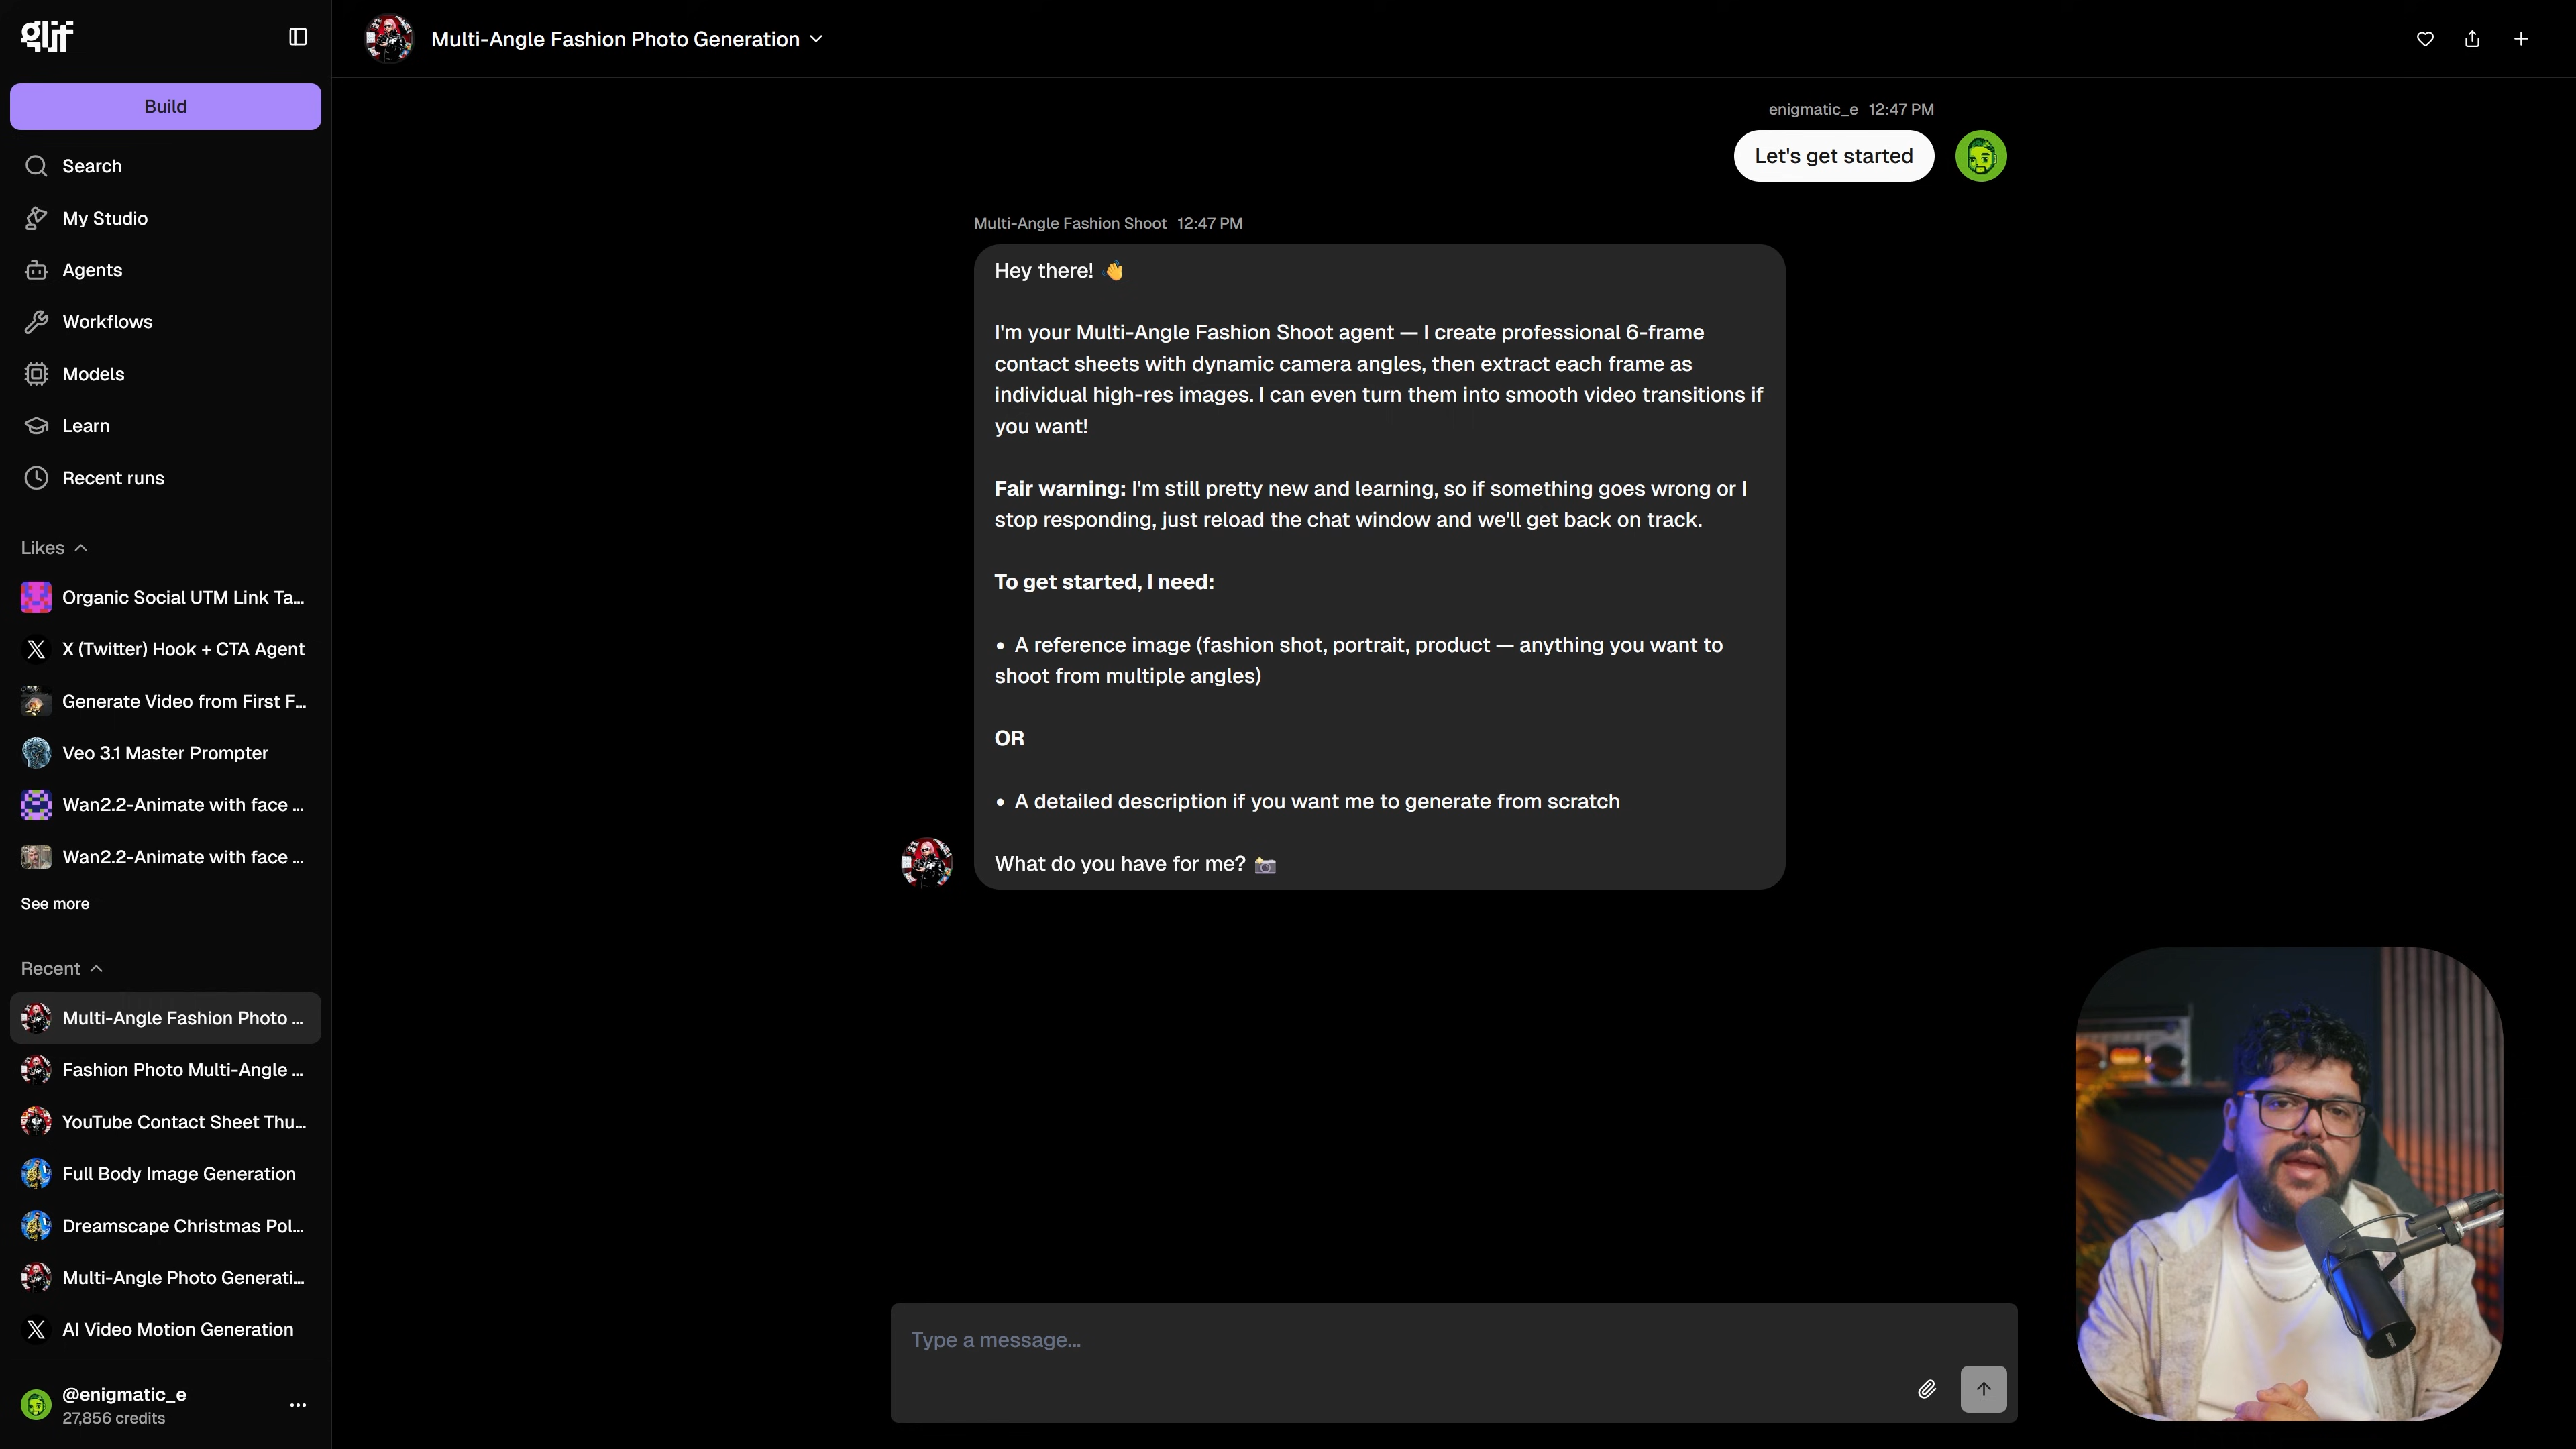 glif
Build
Search
My Studio
Agents
Workflows
Models
Learn
Recent runs
Likes
Organic Social UTM Link Ta...
X (Twitter) Hook + CTA Agent
Generate Video from First F...
Veo 3.1 Master Prompter
Wan2.2-Animate with face ...
Wan2.2-Animate with face ...
See more
Recent
Multi-Angle Fashion Photo ...
Fashion Photo Multi-Angle ...
YouTube Contact Sheet Thu...
Full Body Image Generation
Dreamscape Christmas Pol...
Multi-Angle Photo Generati...
AI Video Motion Generation
@enigmatic_e
27,856 credits
Multi-Angle Fashion Photo Generation
enigmatic_e 12:47 PM
Let's get started
Multi-Angle Fashion Shoot 12:47 PM
Hey there! 👋
I'm your Multi-Angle Fashion Shoot agent — I create professional 6-frame
contact sheets with dynamic camera angles, then extract each frame as
individual high-res images. I can even turn them into smooth video transitions if
you want!
Fair warning: I'm still pretty new and learning, so if something goes wrong or I
stop responding, just reload the chat window and we'll get back on track.
To get started, I need:
• A reference image (fashion shot, portrait, product — anything you want to
shoot from multiple angles)
OR
• A detailed description if you want me to generate from scratch
What do you have for me? 📸
Type a message...